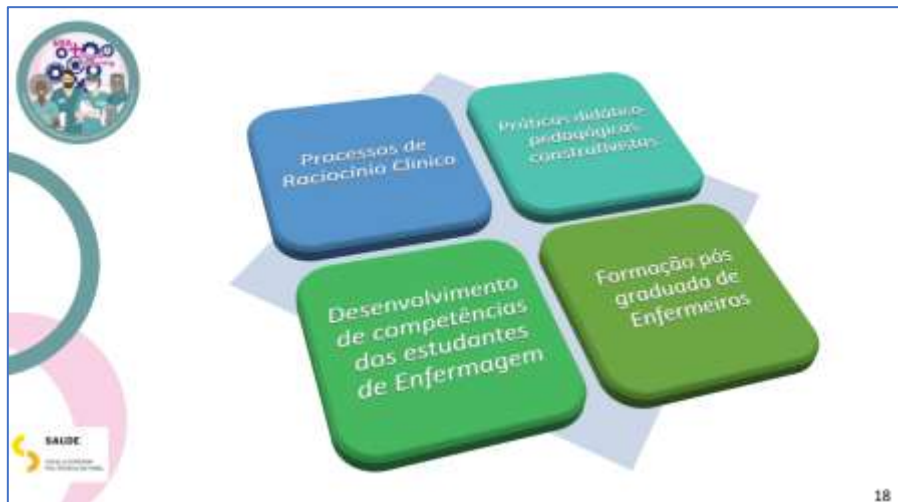 Processos de
Raciocínio Clínico
Práticas didático-
pedagógicas
construtivistas
Desenvolvimento
de competências
dos estudantes
de Enfermagem
Formação pós
graduada de
Enfermeiros
SAUDE
18